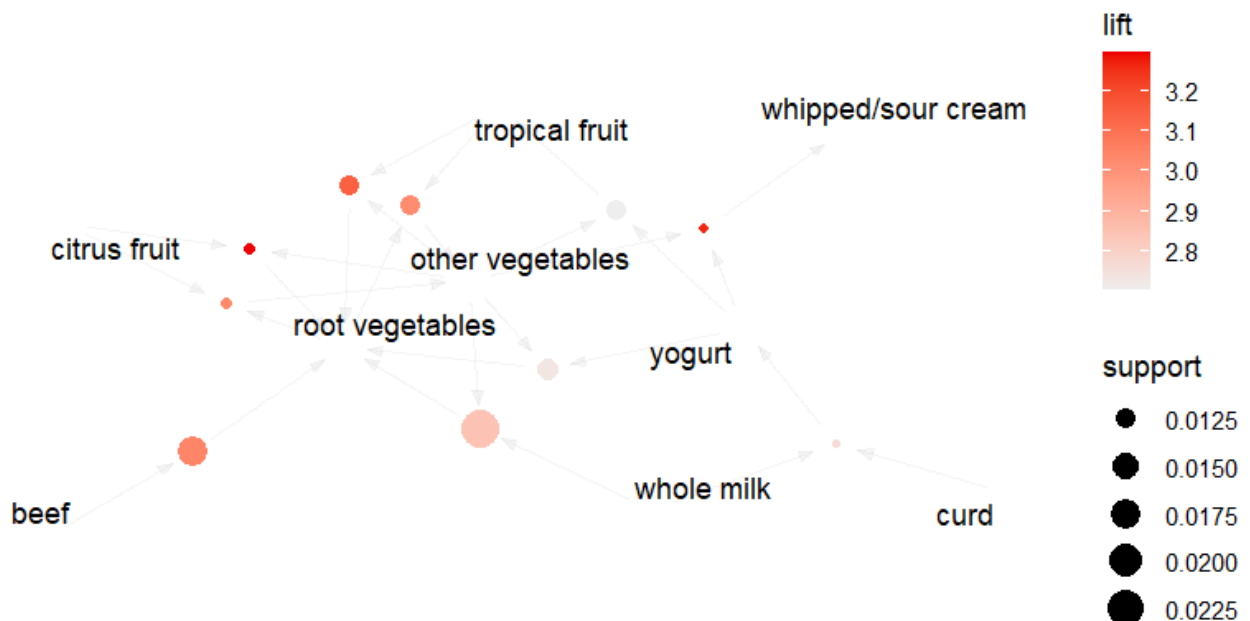 lift
whipped/sour cream
3.2
tropical fruit
3.1
3.0
2.9
citrus fruit
other vegetables
2.8
root vegetables
yogurt
support
0.0125
0.0150
whole milk
beef
curd
0.0175
0.0200
0.0225